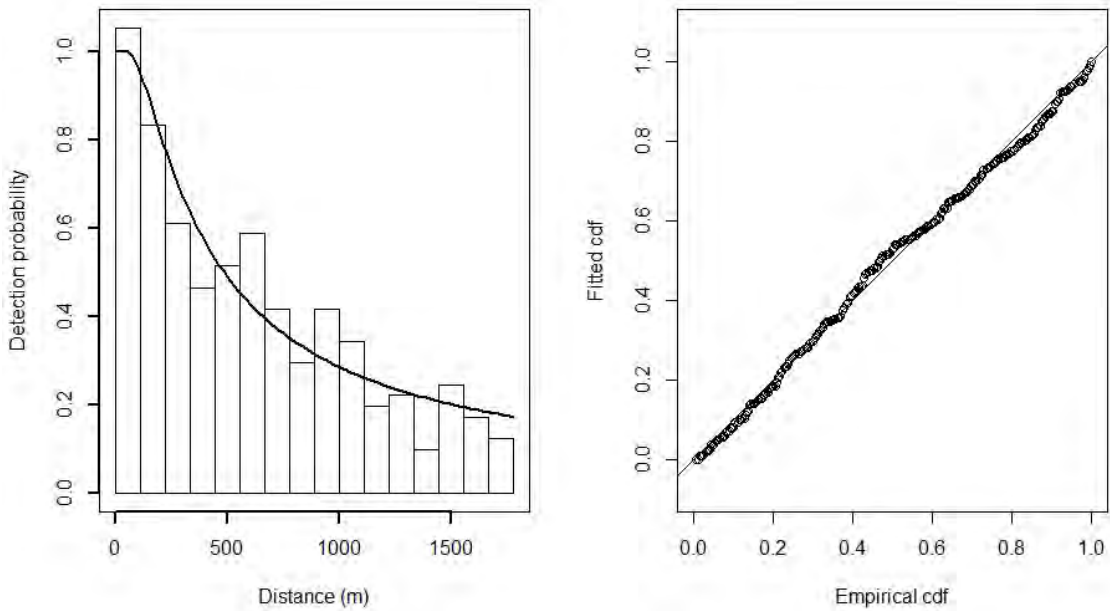 Detection probability
1.0
0.8
0.6
0.4
0.2
0.0
0 500 1000 1500
Distance (m)
Fitted cdf
1.0
0.8
0.6
0.4
0.2
0.0
0.0 0.2 0.4 0.6 0.8 1.0
Empirical cdf